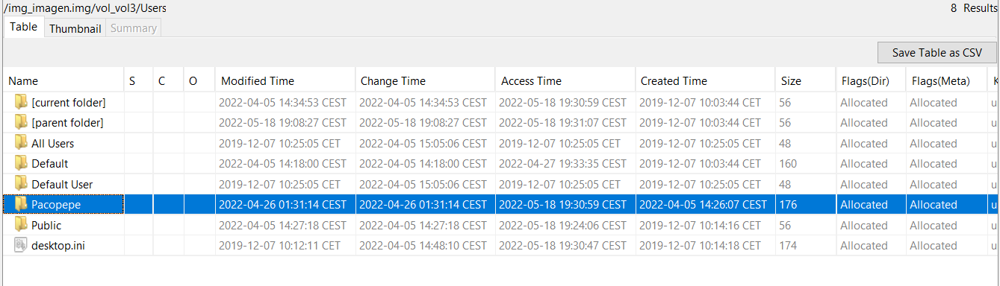 /img_imagen.img/vol_vol3/Users 8 Results
Table Thumbnail Summary
Save Table as CSV
Name S C O Modified Time Change Time Access Time Created Time Size Flags(Dir) Flags(Meta) K
[current folder] 2022-04-05 14:34:53 CEST 2022-04-05 14:34:53 CEST 2022-05-18 19:30:59 CEST 2019-12-07 10:03:44 CET 56 Allocated Allocated u
[parent folder] 2022-05-18 19:08:27 CEST 2022-05-18 19:08:27 CEST 2022-05-18 19:31:07 CEST 2019-12-07 10:03:44 CET 56 Allocated Allocated u
All Users 2019-12-07 10:25:05 CET 2022-04-05 15:05:06 CEST 2019-12-07 10:25:05 CET 2019-12-07 10:25:05 CET 48 Allocated Allocated u
Default 2022-04-05 14:18:00 CEST 2022-04-05 14:18:00 CEST 2022-04-27 19:33:35 CEST 2019-12-07 10:03:44 CET 160 Allocated Allocated u
Default User 2019-12-07 10:25:05 CET 2022-04-05 15:05:06 CEST 2019-12-07 10:25:05 CET 2019-12-07 10:25:05 CET 48 Allocated Allocated u
Pacopepe 2022-04-26 01:31:14 CEST 2022-04-26 01:31:14 CEST 2022-05-18 19:30:59 CEST 2022-04-05 14:26:07 CEST 176 Allocated Allocated u
Public 2022-04-05 14:27:18 CEST 2022-04-05 14:27:18 CEST 2022-05-18 19:24:06 CEST 2019-12-07 10:14:16 CET 56 Allocated Allocated u
desktop.ini 2019-12-07 10:12:11 CET 2022-04-05 14:48:10 CEST 2022-05-18 19:30:47 CEST 2019-12-07 10:14:18 CET 174 Allocated Allocated u